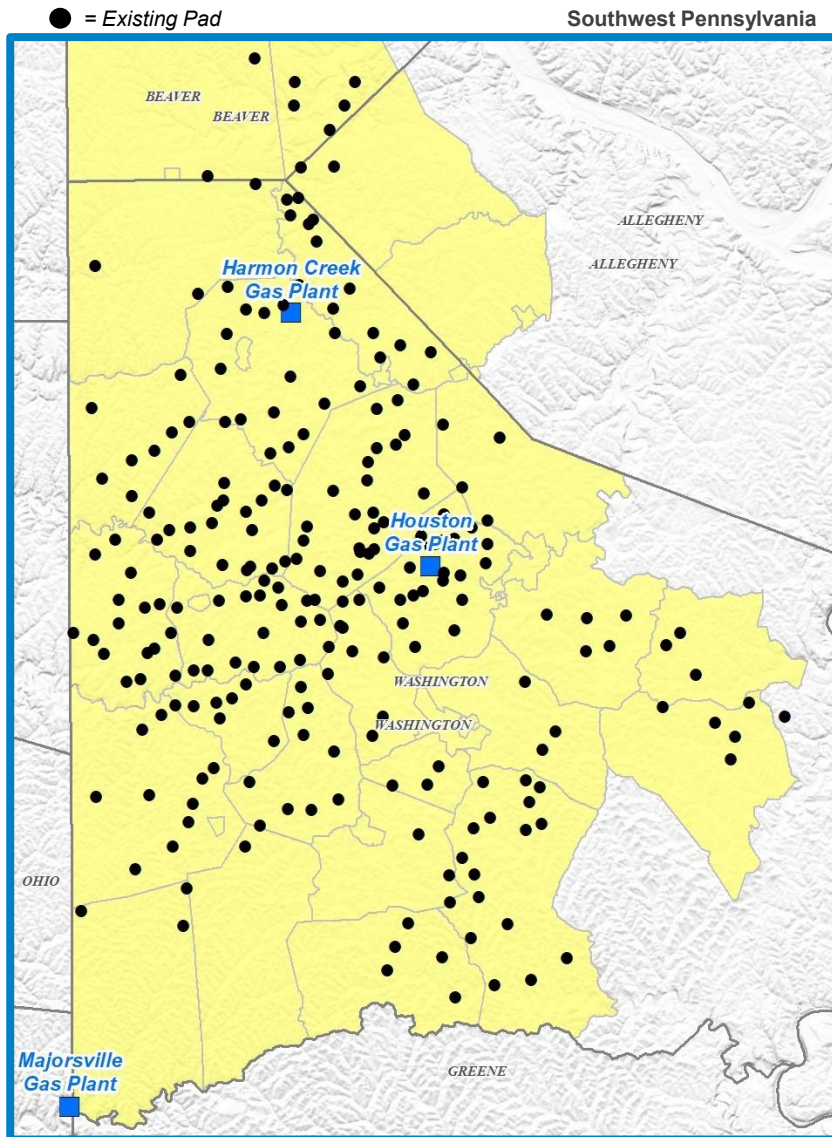 = Existing Pad
Southwest Pennsylvania
BEAVER
BEAVER
ALLEGHENY
ALLEGHENY
Harmon Creek
Gas Plant
Houston
Gas Plant
WASHINGTON
WASHINGTON
OHIO
Majorsville
Gas Plant
GREENE